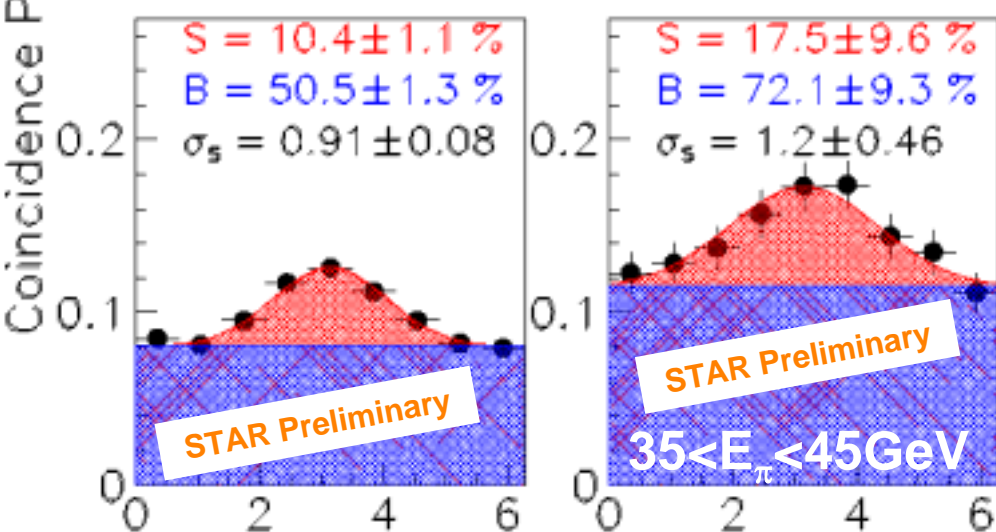 Coincidence
S = 10.4±1.1 %
B = 50.5±1.3 %
σs = 0.91±0.08
0.2
0.1
0
0 2 4 6
STAR Preliminary
S = 17.5±9.6 %
B = 72.1±9.3 %
σs = 1.2±0.46
0.2
0.1
0
0 2 4 6
STAR Preliminary
35<Eπ<45GeV